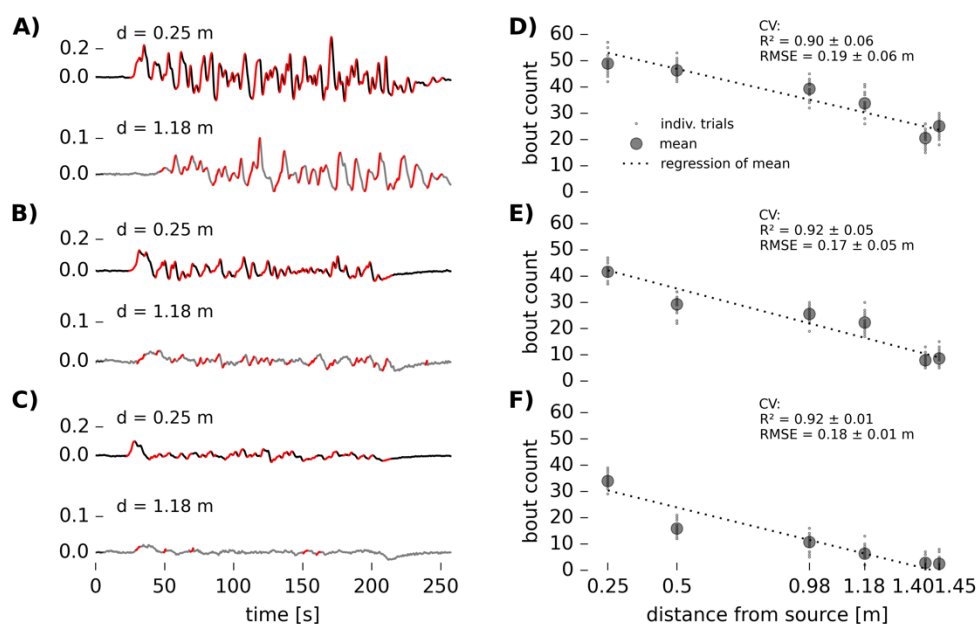 A)
d = 0.25 m
0.2
0.0
d = 1.18 m
0.1
0.0
B)
d = 0.25 m
0.2
0.0
d = 1.18 m
0.1
0.0
C)
d = 0.25 m
0.2
0.0
d = 1.18 m
0.1
0.0
0 50 100 150 200 250
time [s]
D)
CV:
R² = 0.90 ± 0.06
RMSE = 0.19 ± 0.06 m
60
50
40
30
20
10
0
bout count
indiv. trials
mean
regression of mean
E)
CV:
R² = 0.92 ± 0.05
RMSE = 0.17 ± 0.05 m
60
50
40
30
20
10
0
bout count
F)
CV:
R² = 0.92 ± 0.01
RMSE = 0.18 ± 0.01 m
60
50
40
30
20
10
0
bout count
0.25 0.5 0.98 1.18 1.40 1.45
distance from source [m]